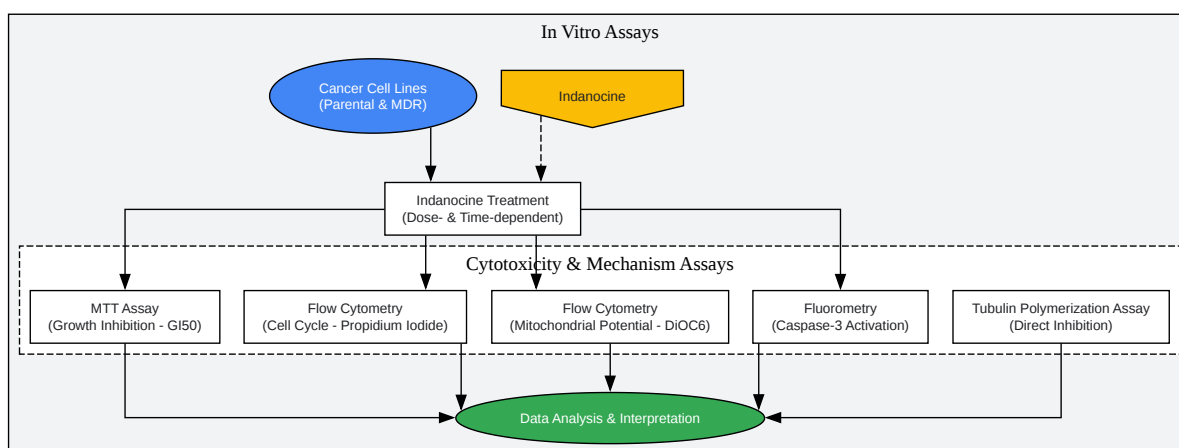 In Vitro Assays
Cancer Cell Lines
(Parental & MDR)
Indanocine
Indanocine Treatment
(Dose- & Time-dependent)
Cytotoxicity & Mechanism Assays
MTT Assay
(Growth Inhibition - GI50)
Flow Cytometry
(Cell Cycle - Propidium Iodide)
Flow Cytometry
(Mitochondrial Potential - DiOC6)
Fluorometry
(Caspase-3 Activation)
Tubulin Polymerization Assay
(Direct Inhibition)
Data Analysis & Interpretation